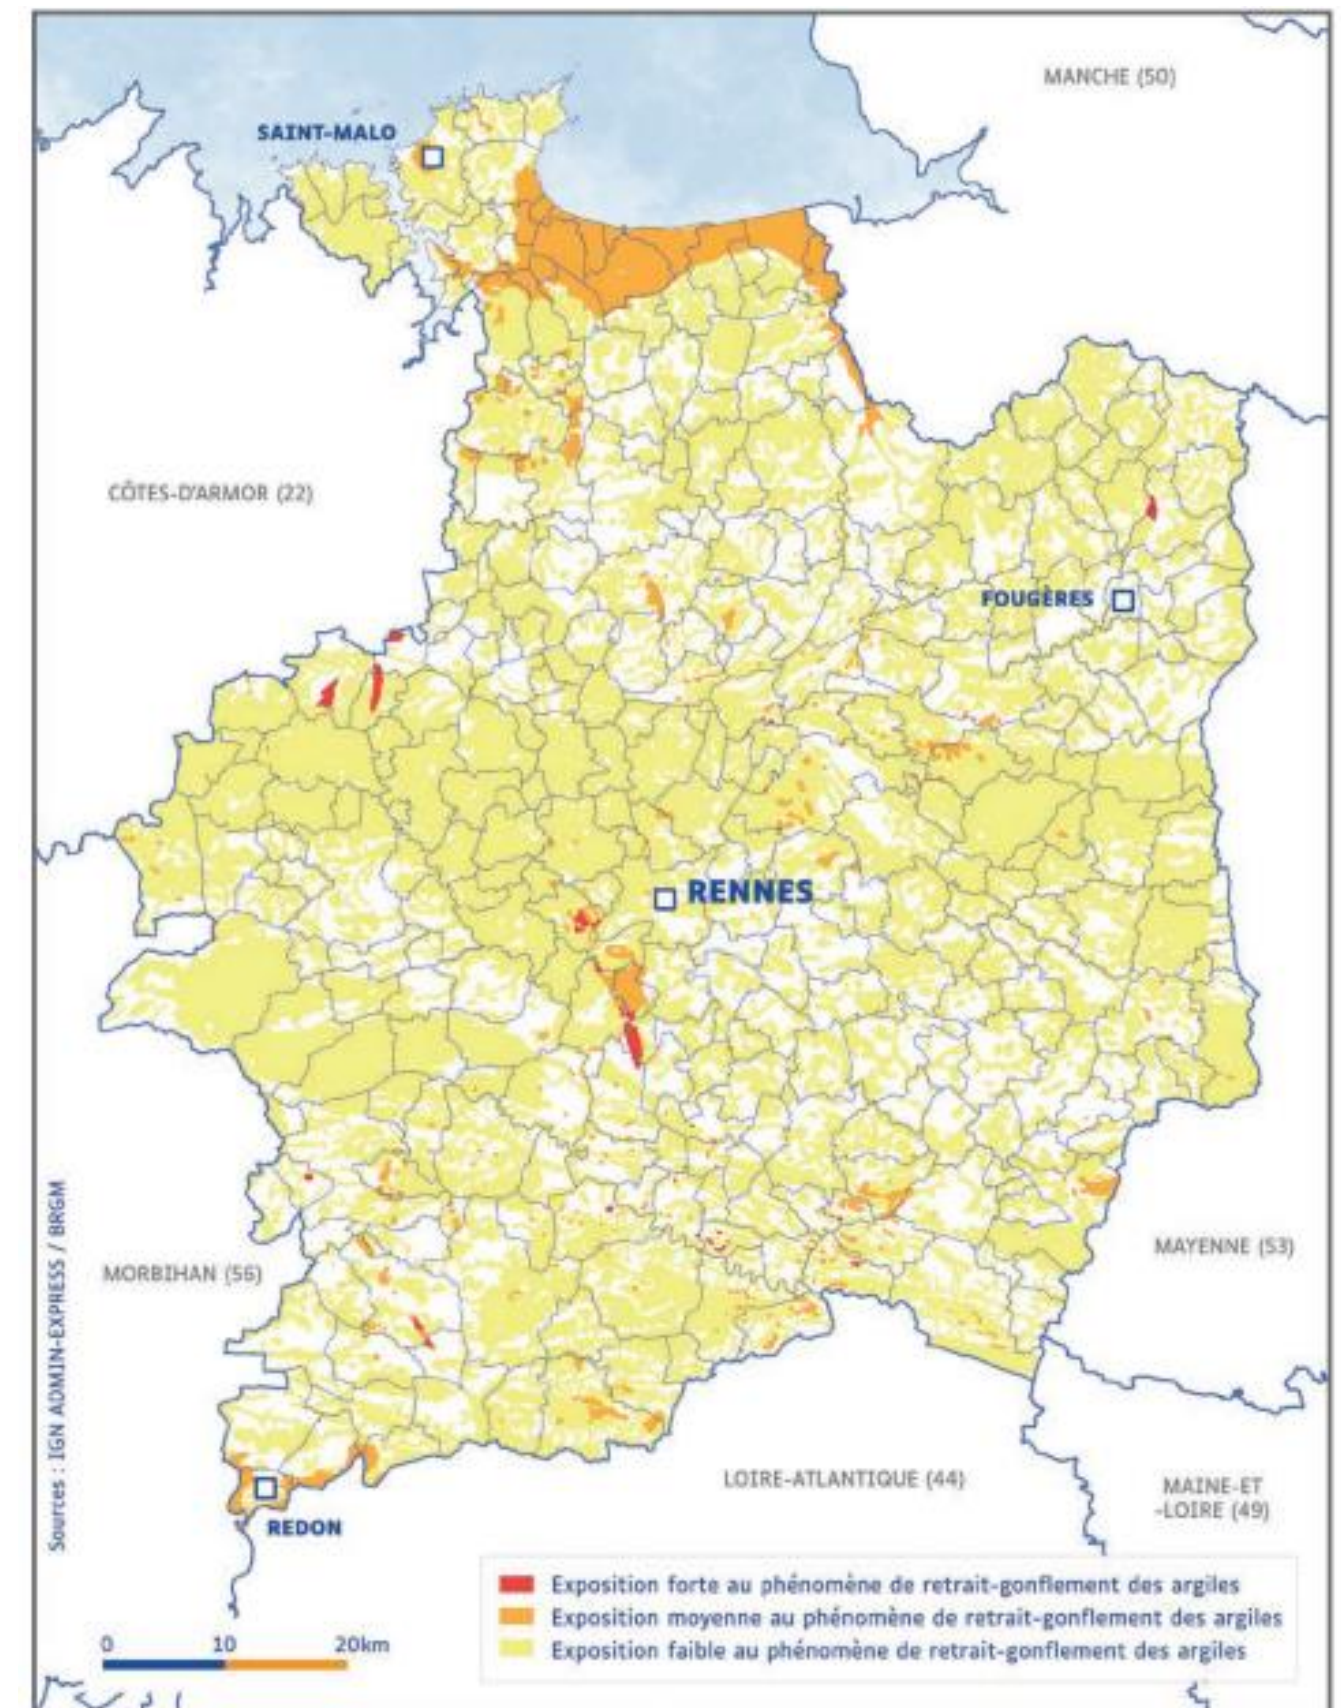 MANCHE (50)
SAINT-MALO
CÔTES-D'ARMOR (22)
FOUGÈRES
RENNES
MORBIHAN (56)
MAYENNE (53)
LOIRE-ATLANTIQUE (44)
MAINE-ET
-LOIRE (49)
REDON
Sources : IGN ADMIN-EXPRESS / BRGM
Exposition forte au phénomène de retrait-gonflement des argiles
Exposition moyenne au phénomène de retrait-gonflement des argiles
Exposition faible au phénomène de retrait-gonflement des argiles
0 10 20km